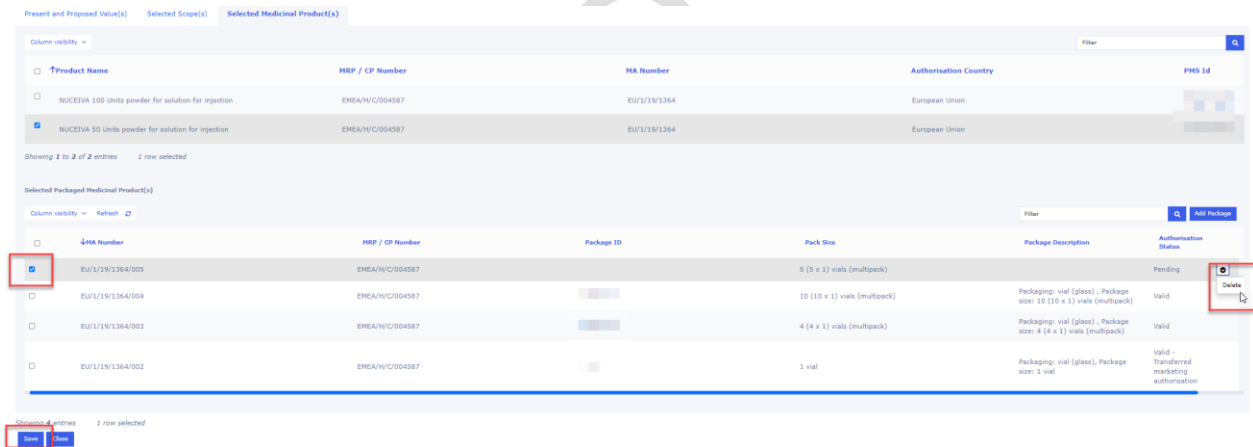 Present and Proposed Value(s) Selected Scope(s) Selected Medicinal Product(s)
Column visibility Filter
Product Name MRP / CP Number MA Number Authorisation Country PMS Id
NUCEIVA 100 Units powder for solution for injection EMEA/H/C/004587 EU/1/19/1364 European Union
NUCEIVA 50 Units powder for solution for injection EMEA/H/C/004587 EU/1/19/1364 European Union
Showing 1 to 2 of 2 entries 1 row selected
Selected Packaged Medicinal Product(s)
Column visibility Refresh Filter Add Package
MA Number MRP / CP Number Package ID Pack Size Package Description Authorisation
Status
EU/1/19/1364/005 EMEA/H/C/004587 5 (5 x 1) vials (multipack) Pending
Delete
EU/1/19/1364/004 EMEA/H/C/004587 10 (10 x 1) vials (multipack) Packaging: vial (glass) , Package
size: 10 (10 x 1) vials (multipack) Valid
EU/1/19/1364/003 EMEA/H/C/004587 4 (4 x 1) vials (multipack) Packaging: vial (glass) , Package
size: 4 (4 x 1) vials (multipack) Valid
EU/1/19/1364/002 EMEA/H/C/004587 1 vial Packaging: vial (glass), Package
size: 1 vial Valid -
Transferred
marketing
authorisation
Showing 4 entries 1 row selected
Save Close